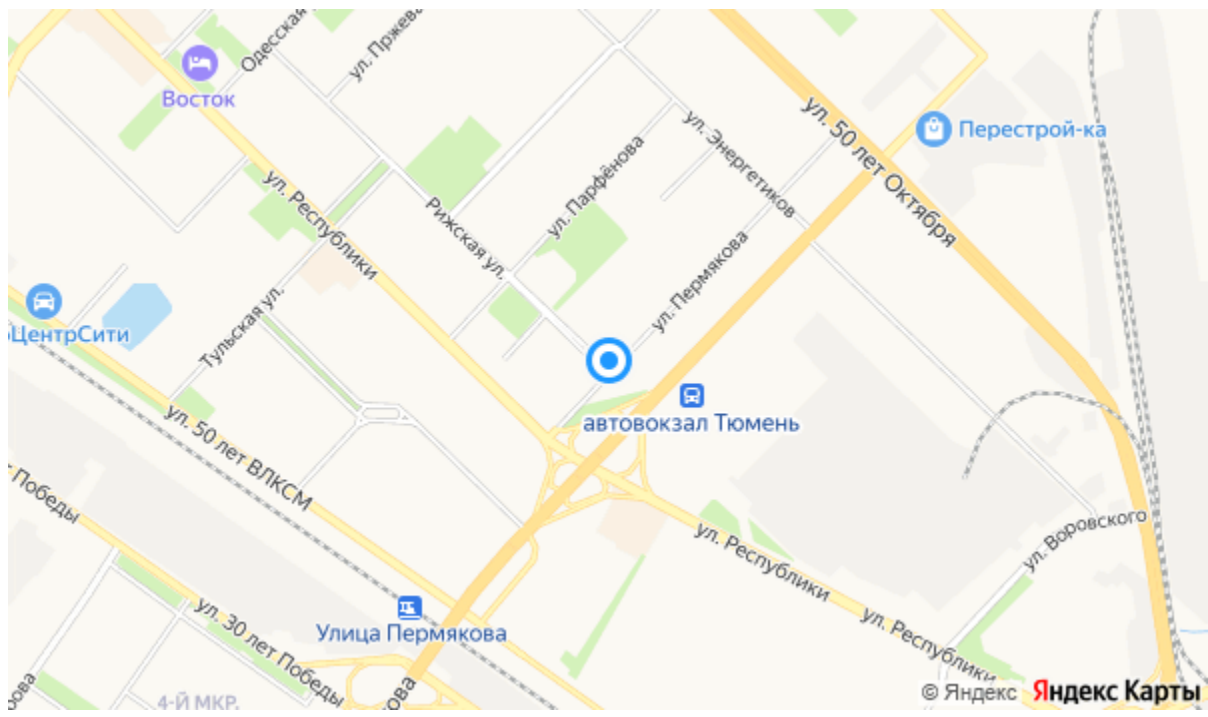 Одесская
ул. Пржева
Восток
ул. 50 лет Октября
Перестрой-ка
ул. Энергетиков
ул. Парфёнова
ул. Республики
Рижская ул.
ул. Пермякова
ЦентрСити
Тульская ул.
автовокзал Тюмень
ул. 50 лет ВЛКСМ
т Победы
ул. Республики
ул. Воровского
Улица Пермякова
ул. 30 лет Победы
ул. Республики
рова
4-Й МКР.
ова
© Яндекс Яндекс Карты